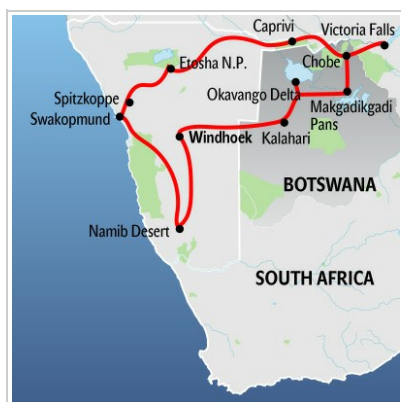 Caprivi
Victoria Falls
Etosha N.P.
Chobe
Okavango Delta
Spitzkoppe
Makgadikgadi
Pans
Swakopmund
Windhoek
Kalahari
BOTSWANA
Namib Desert
SOUTH AFRICA